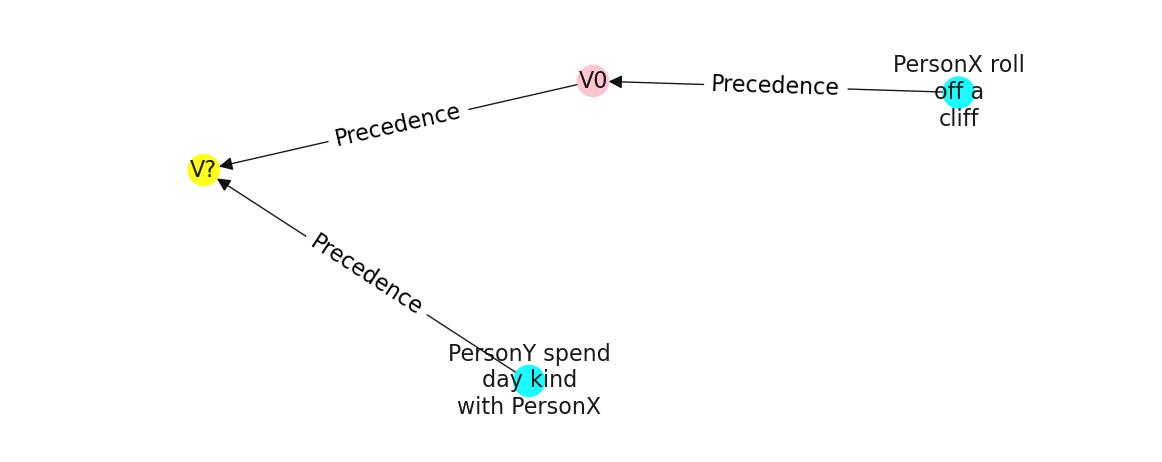 PersonX roll
off a
cliff
Precedence
V0
Precedence
V?
Precedence
PersonY spend
day kind
with PersonX